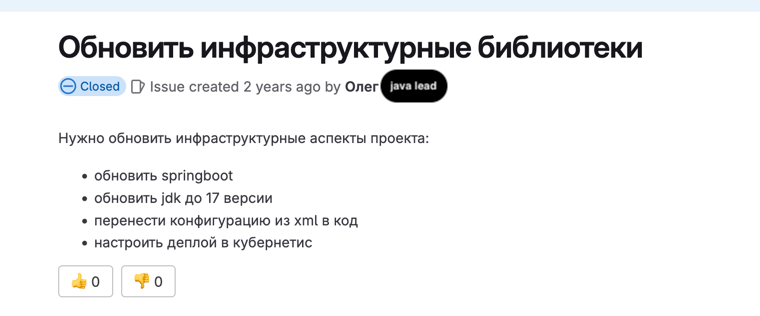 Обновить инфраструктурные библиотеки
Closed Issue created 2 years ago by Олег java lead
Нужно обновить инфраструктурные аспекты проекта:
• обновить springboot
• обновить jdk до 17 версии
• перенести конфигурацию из xml в код
• настроить деплой в кубернетис
👍 0 👎 0